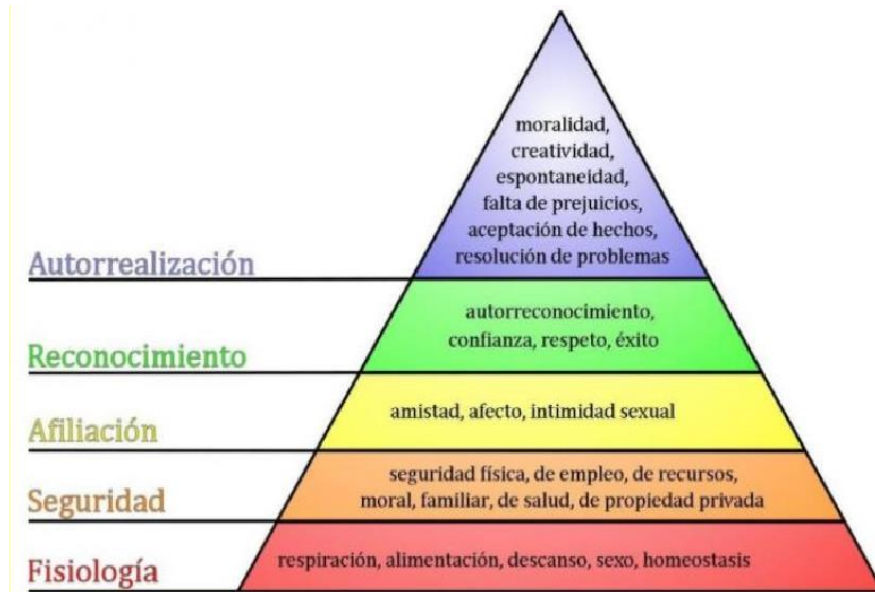 moralidad,
creatividad,
espontaneidad,
falta de prejuicios,
aceptación de hechos,
resolución de problemas
Autorrealización
autorreconocimiento,
confianza, respeto, éxito
Reconocimiento
amistad, afecto, intimidad sexual
Afiliación
seguridad física, de empleo, de recursos,
moral, familiar, de salud, de propiedad privada
Seguridad
respiración, alimentación, descanso, sexo, homeostasis
Fisiología